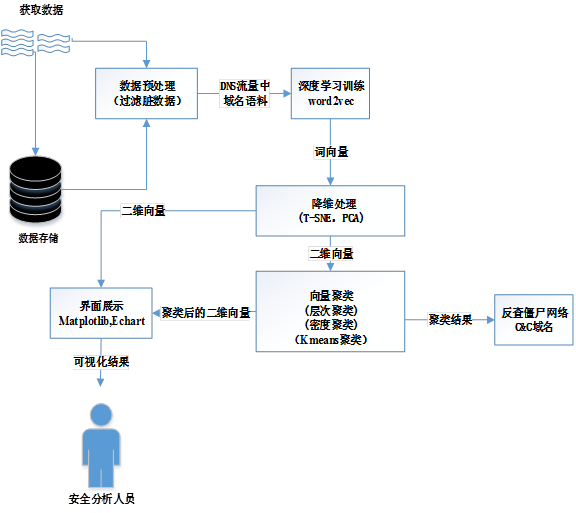 获取数据
数据预处理
（过滤脏数据）
DNS流量中
域名语料
深度学习训练
word2vec
词向量
数据存储
二维向量
降维处理
(T-SNE，PCA)
二维向量
界面展示
Matplotlib,Echart
聚类后的二维向量
向量聚类
(层次聚类)
(密度聚类)
（Kmeans聚类）
聚类结果
反查僵尸网络
C&C域名
可视化结果
安全分析人员